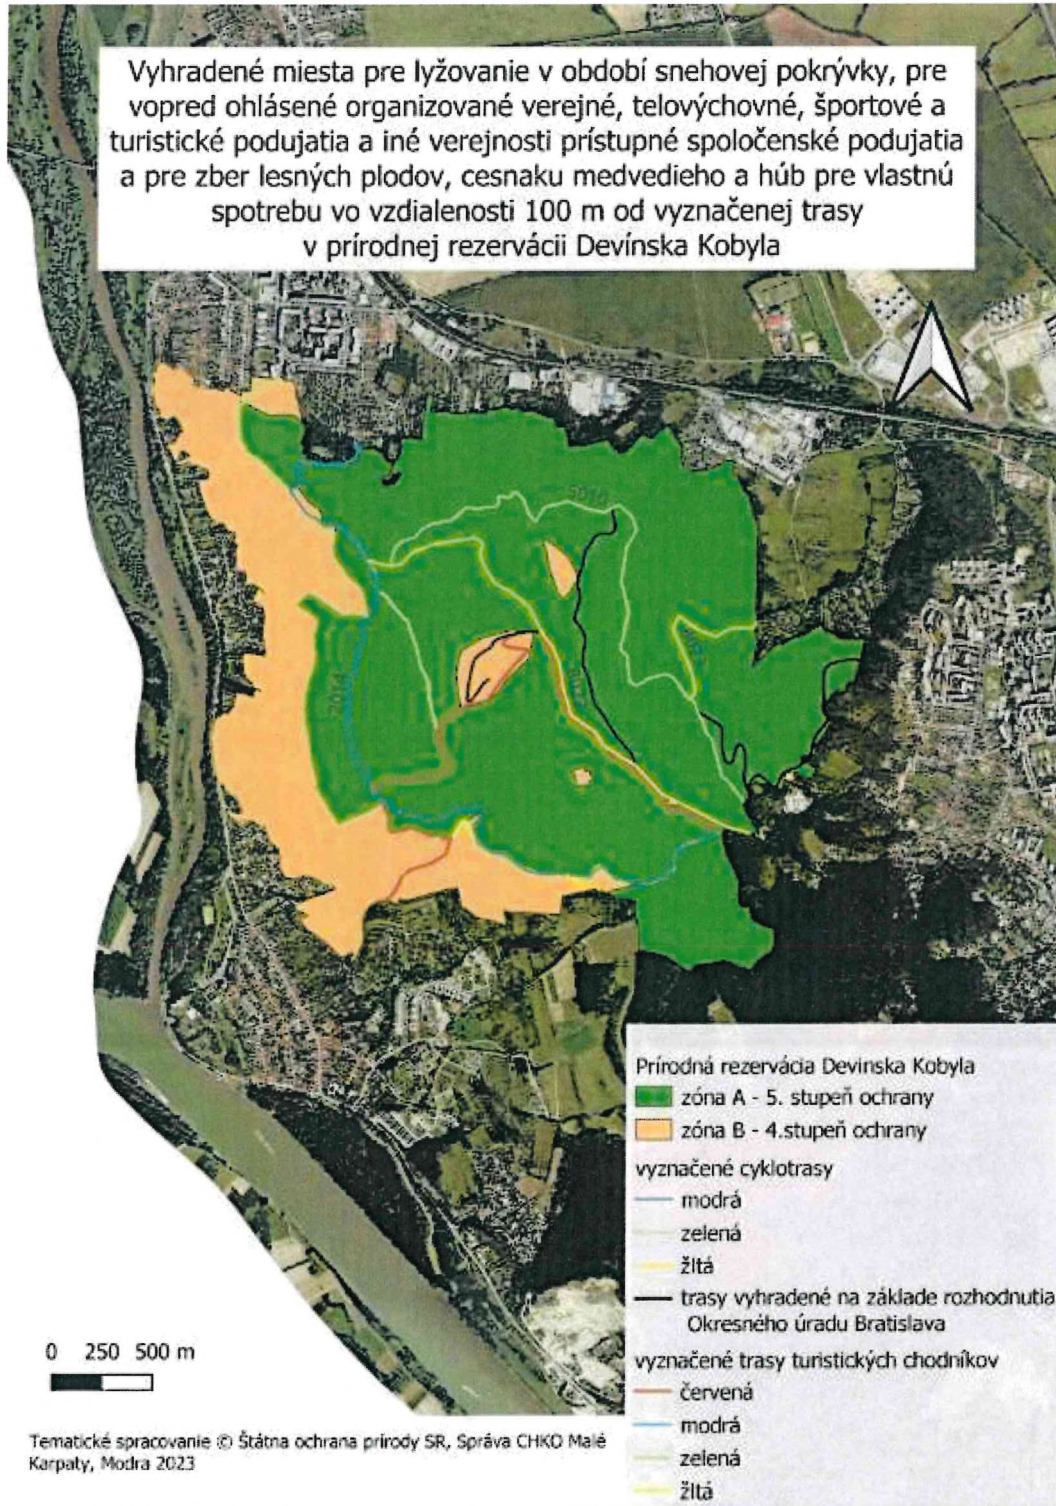 Vyhradené miesta pre lyžovanie v období snehovej pokrývky, pre
vopred ohlásené organizované verejné, telovýchovné, športové a
turistické podujatia a iné verejnosti prístupné spoločenské podujatia
a pre zber lesných plodov, cesnaku medvedieho a húb pre vlastnú
spotrebu vo vzdialenosti 100 m od vyznačenej trasy
v prírodnej rezervácii Devínska Kobyla
5010
2014
Prírodná rezervácia Devinska Kobyla
zóna A - 5. stupeň ochrany
zóna B - 4.stupeň ochrany
vyznačené cyklotrasy
modrá
zelená
žltá
trasy vyhradené na základe rozhodnutia
Okresného úradu Bratislava
vyznačené trasy turistických chodníkov
červená
modrá
zelená
žltá
0 250 500 m
Tematické spracovanie © Štátna ochrana prírody SR, Správa CHKO Malé
Karpaty, Modra 2023